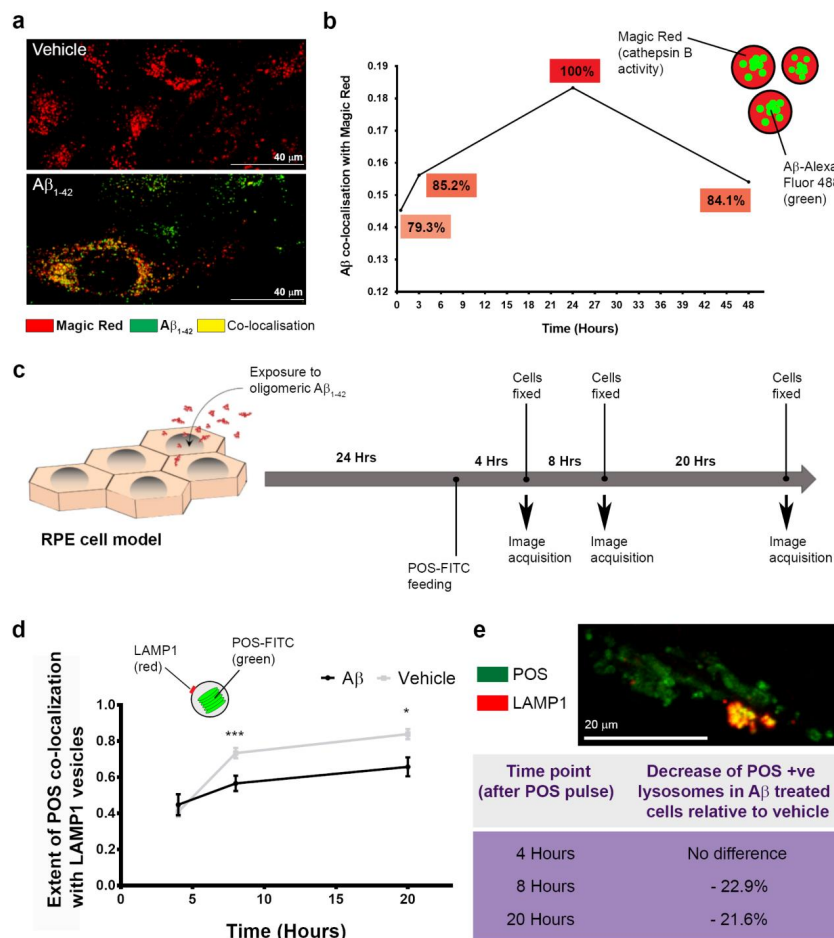 a
Vehicle
40 µm
Aβ1-42
40 µm
Magic Red
Aβ1-42
Co-localisation
b
Aβ co-localisation with Magic Red
0.19
0.18
0.17
0.16
0.15
0.14
0.13
0.12
0 3 6 9 12 15 18 21 24 27 30 33 36 39 42 45 48
Time (Hours)
79.3%
85.2%
100%
84.1%
Magic Red
(cathepsin B
activity)
Aβ-Alexa
Fluor 488
(green)
c
Exposure to
oligomeric Aβ1-42
RPE cell model
24 Hrs
4 Hrs
8 Hrs
20 Hrs
Cells
fixed
Cells
fixed
Cells
fixed
POS-FITC
feeding
Image
acquisition
Image
acquisition
Image
acquisition
d
LAMP1
(red)
POS-FITC
(green)
Aβ
Vehicle
Extent of POS co-localization
with LAMP1 vesicles
1.0
0.8
0.6
0.4
0.2
0.0
***
*
0 5 10 15 20
Time (Hours)
e
POS
LAMP1
20 µm
Time point
(after POS pulse)
Decrease of POS +ve
lysosomes in Aβ treated
cells relative to vehicle
4 Hours No difference
8 Hours - 22.9%
20 Hours - 21.6%